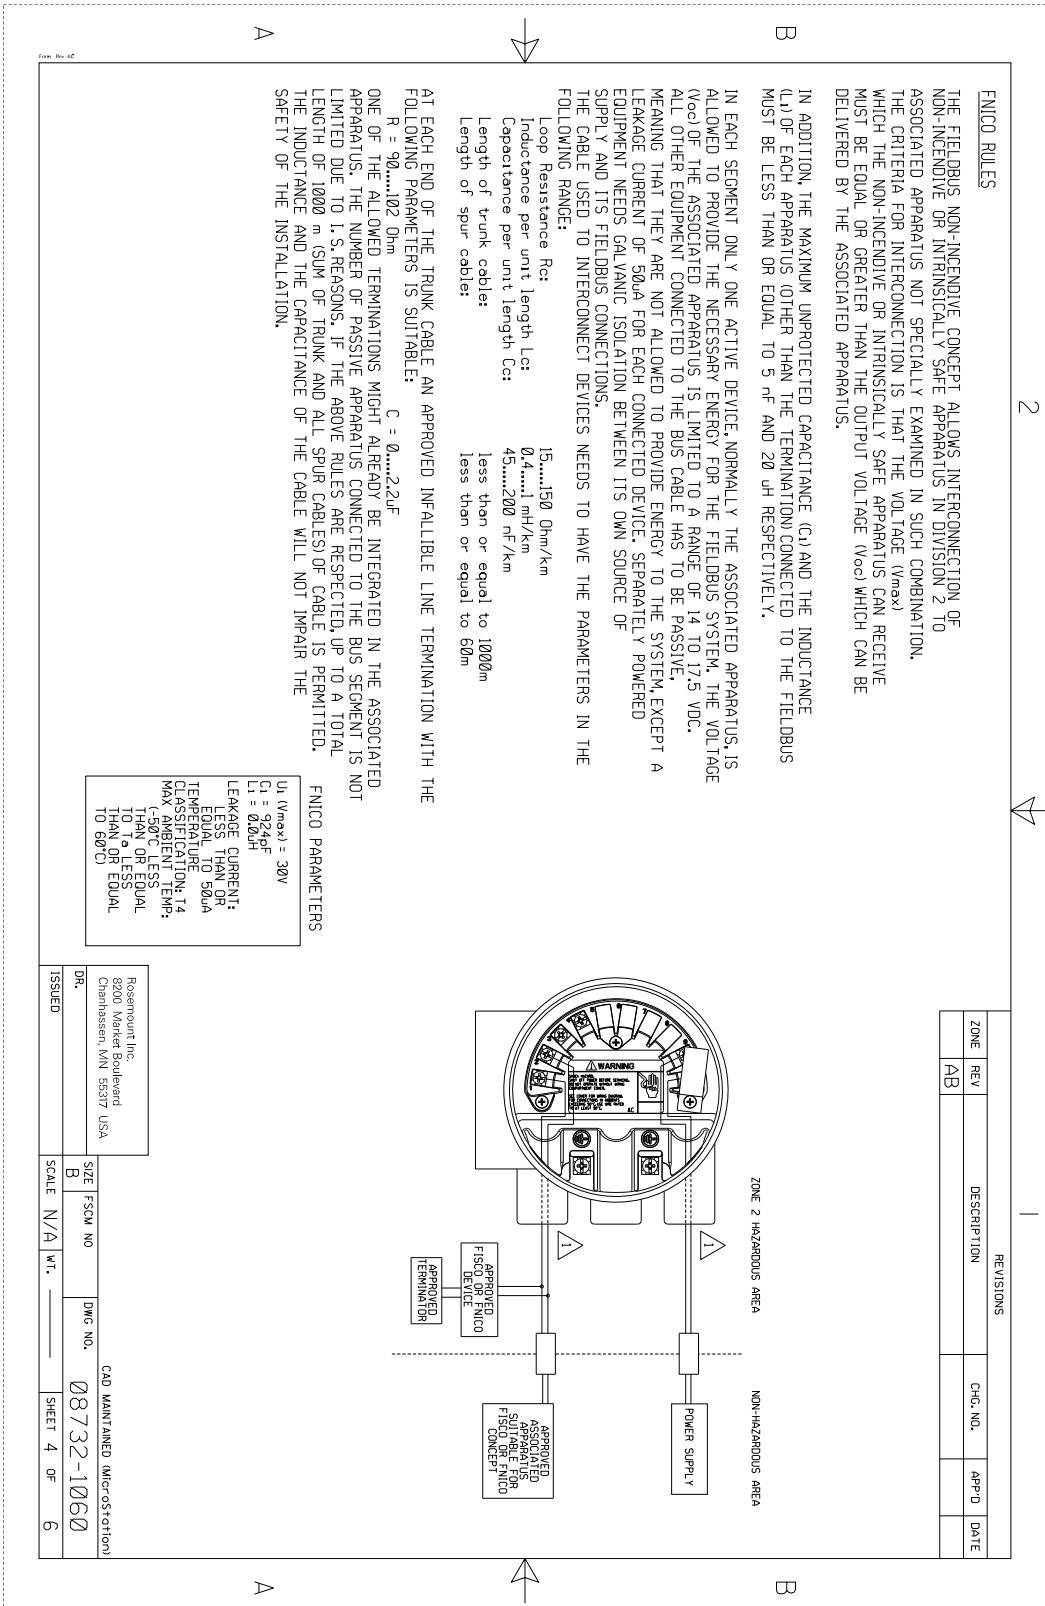 Form Rev AC
2
1
B
A
B
A
FNICO RULES
THE FIELDBUS NON-INCENDIVE CONCEPT ALLOWS INTERCONNECTION OF
NON-INCENDIVE OR INTRINSICALLY SAFE APPARATUS IN DIVISION 2 TO
ASSOCIATED APPARATUS NOT SPECIALLY EXAMINED IN SUCH COMBINATION.
THE CRITERIA FOR INTERCONNECTION IS THAT THE VOLTAGE (Vmax)
WHICH THE NON-INCENDIVE OR INTRINSICALLY SAFE APPARATUS CAN RECEIVE
MUST BE EQUAL OR GREATER THAN THE OUTPUT VOLTAGE (Voc) WHICH CAN BE
DELIVERED BY THE ASSOCIATED APPARATUS.
IN ADDITION, THE MAXIMUM UNPROTECTED CAPACITANCE (Ci) AND THE INDUCTANCE
(Li) OF EACH APPARATUS (OTHER THAN THE TERMINATION) CONNECTED TO THE FIELDBUS
MUST BE LESS THAN OR EQUAL TO 5 nF AND 20 uH RESPECTIVELY.
IN EACH SEGMENT ONLY ONE ACTIVE DEVICE, NORMALLY THE ASSOCIATED APPARATUS, IS
ALLOWED TO PROVIDE THE NECESSARY ENERGY FOR THE FIELDBUS SYSTEM. THE VOLTAGE
(Voc) OF THE ASSOCIATED APPARATUS IS LIMITED TO A RANGE OF 14 TO 17.5 VDC.
ALL OTHER EQUIPMENT CONNECTED TO THE BUS CABLE HAS TO BE PASSIVE,
MEANING THAT THEY ARE NOT ALLOWED TO PROVIDE ENERGY TO THE SYSTEM, EXCEPT A
LEAKAGE CURRENT OF 50uA FOR EACH CONNECTED DEVICE. SEPARATELY POWERED
EQUIPMENT NEEDS GALVANIC ISOLATION BETWEEN ITS OWN SOURCE OF
SUPPLY AND ITS FIELDBUS CONNECTIONS.
THE CABLE USED TO INTERCONNECT DEVICES NEEDS TO HAVE THE PARAMETERS IN THE
FOLLOWING RANGE:
Loop Resistance Rc: 15.....150 Ohm/km
Inductance per unit length Lc: 0.4.....1 mH/km
Capacitance per unit length Cc: 45.....200 nF/km
Length of trunk cable: less than or equal to 1000m
Length of spur cable: less than or equal to 60m
AT EACH END OF THE TRUNK CABLE AN APPROVED INFALLIBLE LINE TERMINATION WITH THE
FOLLOWING PARAMETERS IS SUITABLE:
R = 90.....102 Ohm C = 0.....2.2uF
ONE OF THE ALLOWED TERMINATIONS MIGHT ALREADY BE INTEGRATED IN THE ASSOCIATED
APPARATUS. THE NUMBER OF PASSIVE APPARATUS CONNECTED TO THE BUS SEGMENT IS NOT
LIMITED DUE TO I.S. REASONS. IF THE ABOVE RULES ARE RESPECTED, UP TO A TOTAL
LENGTH OF 1000 m (SUM OF TRUNK AND ALL SPUR CABLES) OF CABLE IS PERMITTED.
THE INDUCTANCE AND THE CAPACITANCE OF THE CABLE WILL NOT IMPAIR THE
SAFETY OF THE INSTALLATION.
FNICO PARAMETERS
Ui (Vmax) = 30V
Ci = 924pF
Li = 0.0uH
LEAKAGE CURRENT:
LESS THAN OR
EQUAL TO 50uA
TEMPERATURE
CLASSIFICATION: T4
MAX AMBIENT TEMP:
(-50°C LESS
THAN OR EQUAL
TO Ta LESS
THAN OR EQUAL
TO 60°C)
REVISIONS
ZONE REV DESCRIPTION CHG. NO. APP'D DATE
AB
ZONE 2 HAZARDOUS AREA
NON-HAZARDOUS AREA
WARNING
AC
1
1
POWER SUPPLY
APPROVED
ASSOCIATED
APPARATUS
SUITABLE FOR
FISCO OR FNICO
CONCEPT
APPROVED
FISCO OR FNICO
DEVICE
APPROVED
TERMINATOR
Rosemount Inc.
8200 Market Boulevard
Chanhassen, MN 55317 USA
CAD MAINTAINED (MicroStation)
DR.
ISSUED
SIZE B
FSCM NO
DWG NO. 08732-1060
SCALE N/A WT.
SHEET 4 OF 6